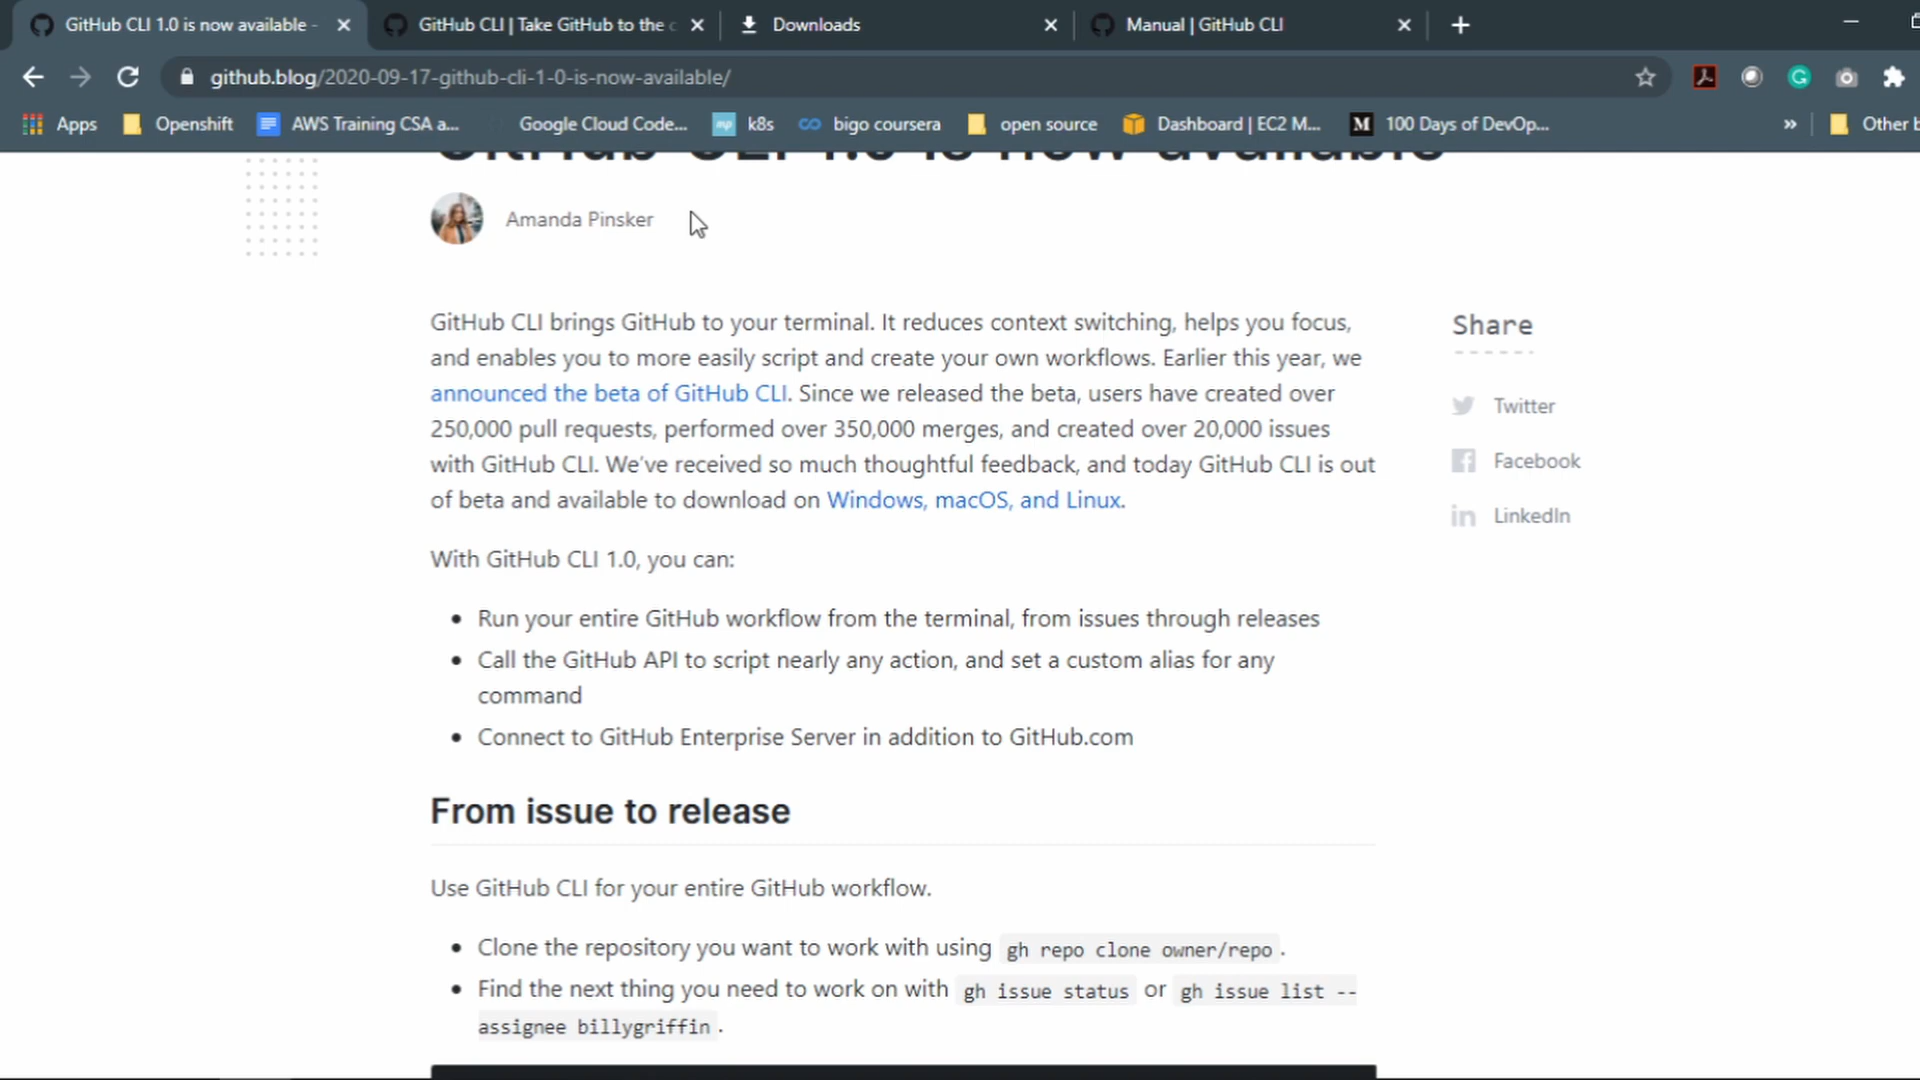 GitHub CLI 1.0 is now available -
GitHub CLI | Take GitHub to the c
Downloads
Manual | GitHub CLI
github.blog/2020-09-17-github-cli-1-0-is-now-available/
Apps
Openshift
AWS Training CSA a...
Google Cloud Code...
k8s
bigo coursera
open source
Dashboard | EC2 M...
M 100 Days of DevOp...
»
Other b
GitHub CLI 1.0 is now available
Amanda Pinsker
GitHub CLI brings GitHub to your terminal. It reduces context switching, helps you focus,
and enables you to more easily script and create your own workflows. Earlier this year, we
announced the beta of GitHub CLI. Since we released the beta, users have created over
250,000 pull requests, performed over 350,000 merges, and created over 20,000 issues
with GitHub CLI. We've received so much thoughtful feedback, and today GitHub CLI is out
of beta and available to download on Windows, macOS, and Linux.
Share
Twitter
Facebook
LinkedIn
With GitHub CLI 1.0, you can:
• Run your entire GitHub workflow from the terminal, from issues through releases
• Call the GitHub API to script nearly any action, and set a custom alias for any
command
• Connect to GitHub Enterprise Server in addition to GitHub.com
From issue to release
Use GitHub CLI for your entire GitHub workflow.
• Clone the repository you want to work with using gh repo clone owner/repo.
• Find the next thing you need to work on with gh issue status or gh issue list --
assignee billygriffin.